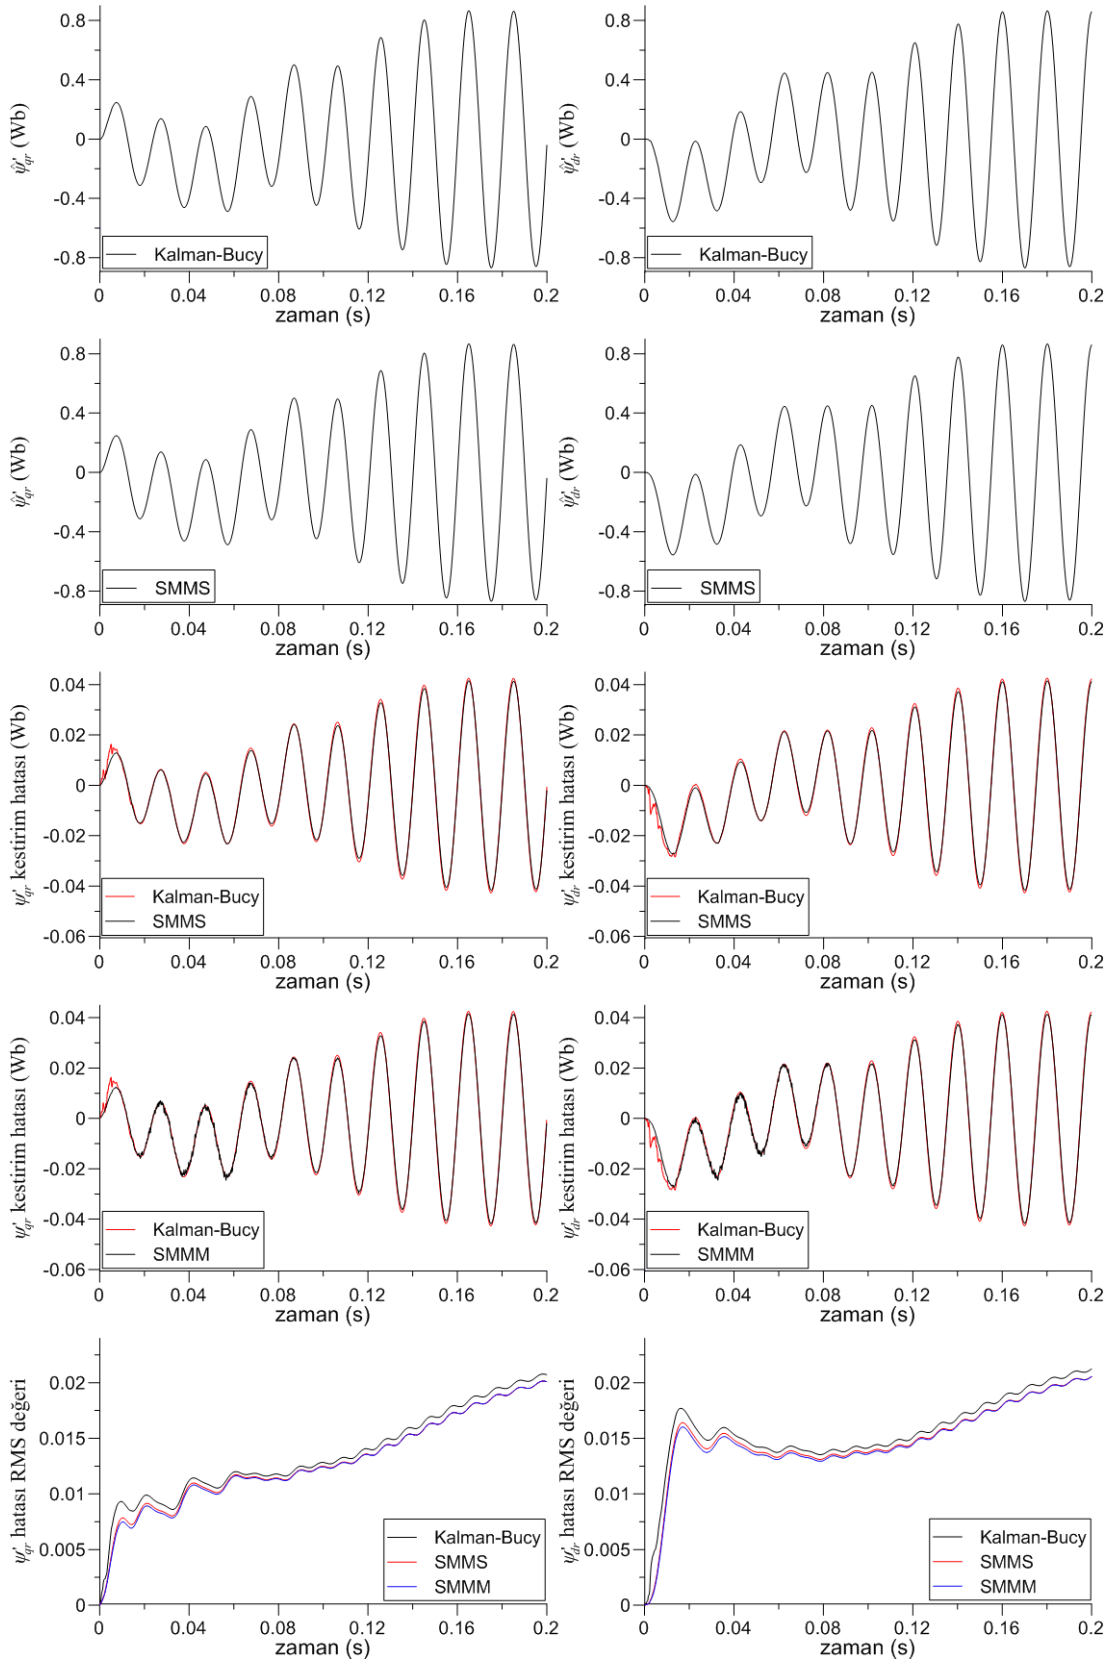 0.8
0.4
0
-0.4
-0.8
ψ̂'qr (Wb)
Kalman-Bucy
0 0.04 0.08 0.12 0.16 0.2
zaman (s)
0.8
0.4
0
-0.4
-0.8
ψ̂'dr (Wb)
Kalman-Bucy
0 0.04 0.08 0.12 0.16 0.2
zaman (s)
0.8
0.4
0
-0.4
-0.8
ψ̂'qr (Wb)
SMMS
0 0.04 0.08 0.12 0.16 0.2
zaman (s)
0.8
0.4
0
-0.4
-0.8
ψ̂'dr (Wb)
SMMS
0 0.04 0.08 0.12 0.16 0.2
zaman (s)
0.04
0.02
0
-0.02
-0.04
-0.06
ψ'qr kestirim hatası (Wb)
Kalman-Bucy
SMMS
0 0.04 0.08 0.12 0.16 0.2
zaman (s)
0.04
0.02
0
-0.02
-0.04
-0.06
ψ'dr kestirim hatası (Wb)
Kalman-Bucy
SMMS
0 0.04 0.08 0.12 0.16 0.2
zaman (s)
0.04
0.02
0
-0.02
-0.04
-0.06
ψ'qr kestirim hatası (Wb)
Kalman-Bucy
SMMM
0 0.04 0.08 0.12 0.16 0.2
zaman (s)
0.04
0.02
0
-0.02
-0.04
-0.06
ψ'dr kestirim hatası (Wb)
Kalman-Bucy
SMMM
0 0.04 0.08 0.12 0.16 0.2
zaman (s)
0.02
0.015
0.01
0.005
0
ψ'qr hatası RMS değeri
Kalman-Bucy
SMMS
SMMM
0 0.04 0.08 0.12 0.16 0.2
zaman (s)
0.02
0.015
0.01
0.005
0
ψ'dr hatası RMS değeri
Kalman-Bucy
SMMS
SMMM
0 0.04 0.08 0.12 0.16 0.2
zaman (s)